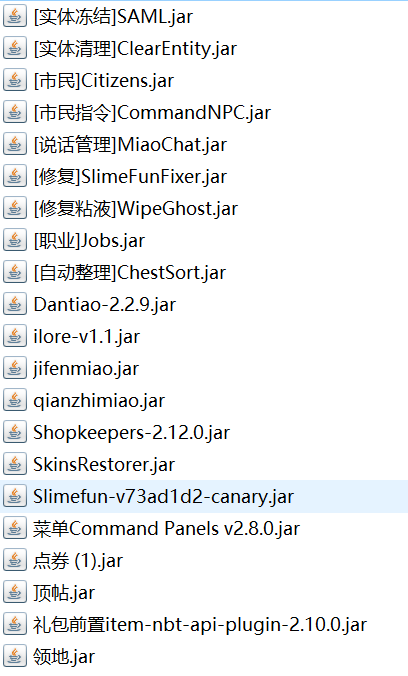 [实体冻结]SAML.jar
[实体清理]ClearEntity.jar
[市民]Citizens.jar
[市民指令]CommandNPC.jar
[说话管理]MiaoChat.jar
[修复]SlimeFunFixer.jar
[修复粘液]WipeGhost.jar
[职业]Jobs.jar
[自动整理]ChestSort.jar
Dantiao-2.2.9.jar
ilore-v1.1.jar
jifenmiao.jar
qianzhimiao.jar
Shopkeepers-2.12.0.jar
SkinsRestorer.jar
Slimefun-v73ad1d2-canary.jar
菜单Command Panels v2.8.0.jar
点券 (1).jar
顶帖.jar
礼包前置item-nbt-api-plugin-2.10.0.jar
领地.jar